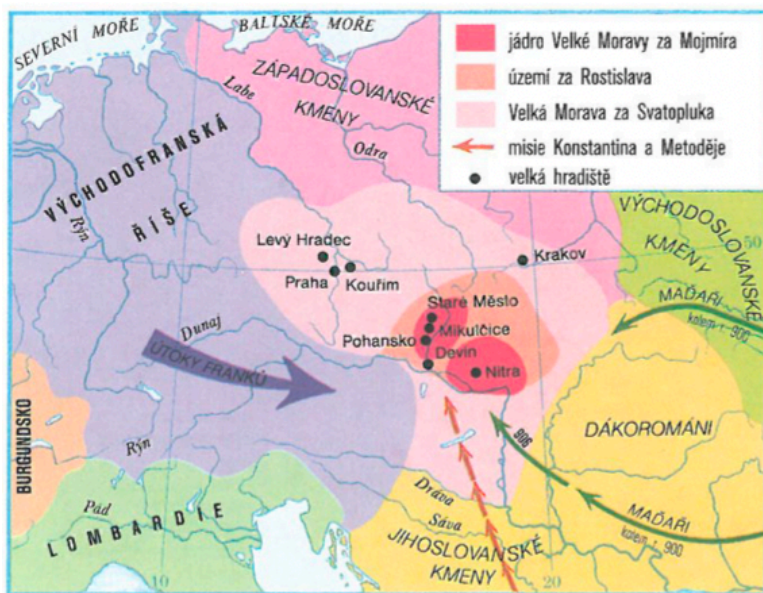 SEVERNÍ MOŘE
BALTSKÉ MOŘE
jádro Velké Moravy za Mojmíra
území za Rostislava
Velká Morava za Svatopluka
misie Konstantina a Metoděje
velká hradiště
ZÁPADOSLOVANSKÉ
KMENY
Labe
Odra
VÝCHODOFRANSKÁ
ŘÍŠE
Rýn
VÝCHODOSLOVANSKÉ
KMENY
50
Levý Hradec
Praha
Kouřim
Krakov
Staré Město
Mikulčice
Pohansko
Devín
Nitra
MAĎAŘI
kolem r. 900
Dunaj
ÚTOKY FRANKŮ
BURGUNDSKO
Rýn
906
DÁKOROMÁNI
Pád
LOMBARDIE
Dráva
Sáva
MAĎAŘI
kolem r. 900
JIHOSLOVANSKÉ
KMENY
10
20